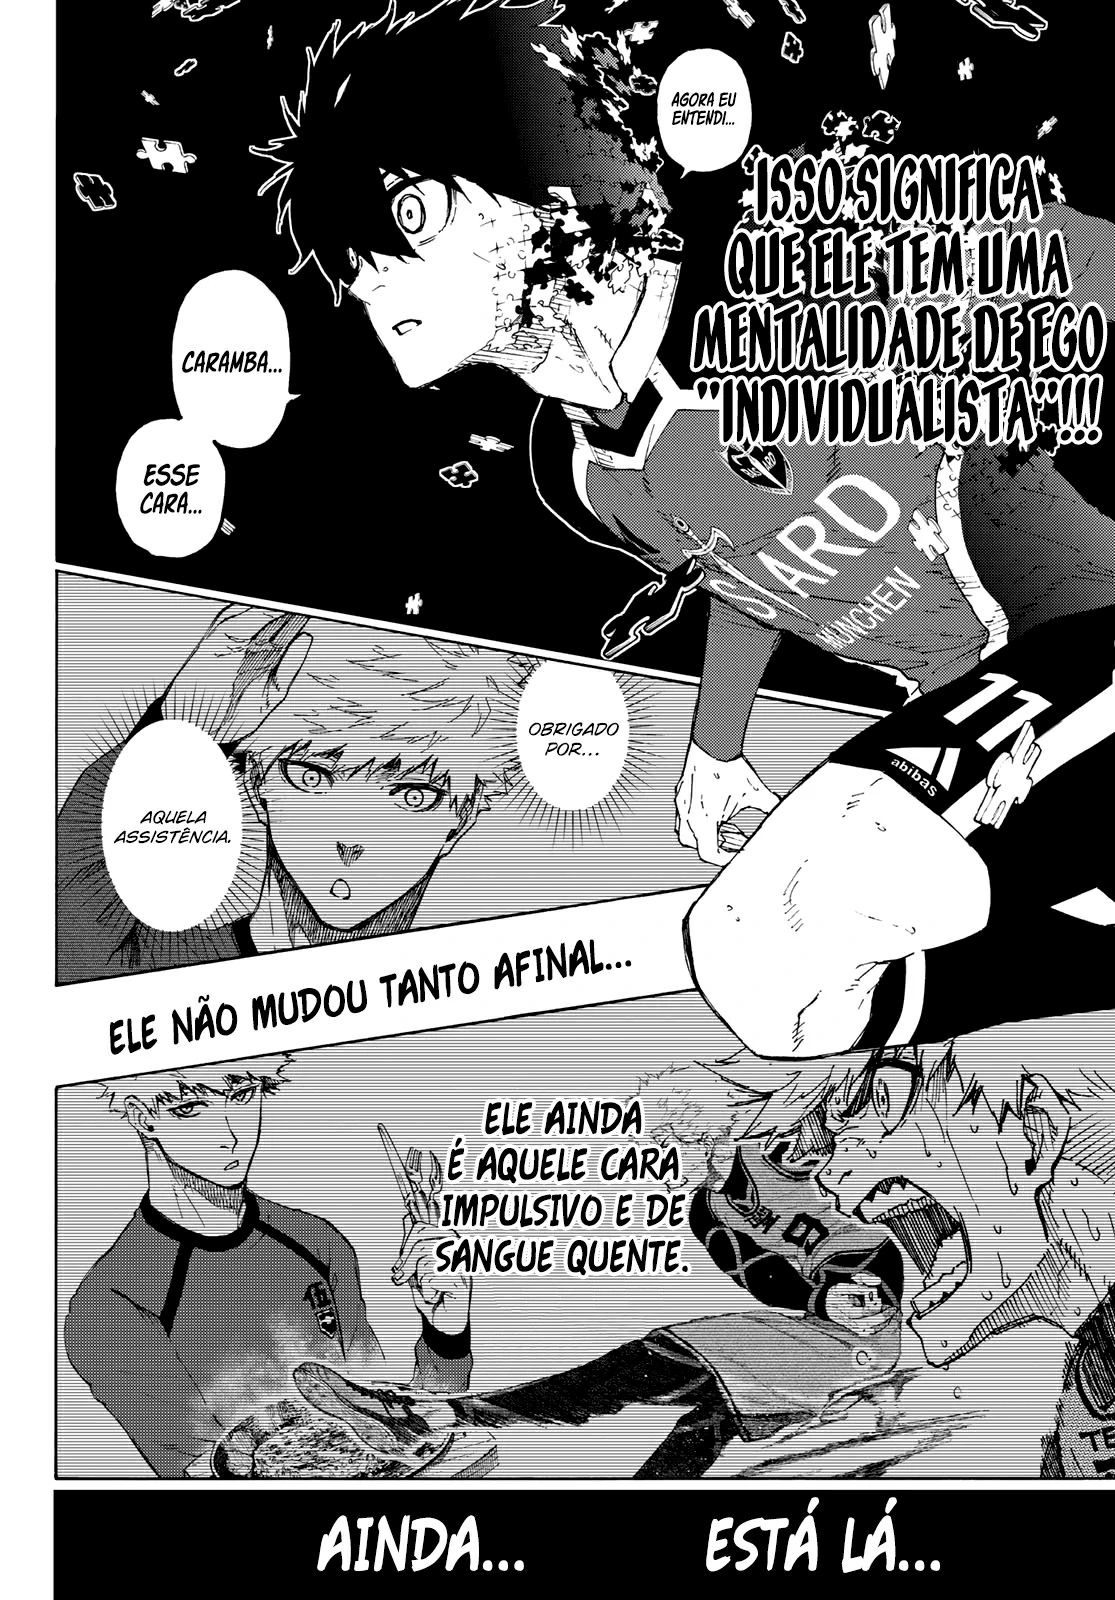 AGORA EU
ENTENDI...
ISSO SIGNIFICA
QUE ELE TEM UMA
MENTALIDADE DE EGO
"INDIVIDUALISTA"!!!
CARAMBA...
ESSE
CARA...
STARD
MÜNCHEN
11
abibas
OBRIGADO
POR...
AQUELA
ASSISTÊNCIA.
ELE NÃO MUDOU TANTO AFINAL...
ELE AINDA
É AQUELE CARA
IMPULSIVO E DE
SANGUE QUENTE.
AINDA...
ESTÁ LÁ...